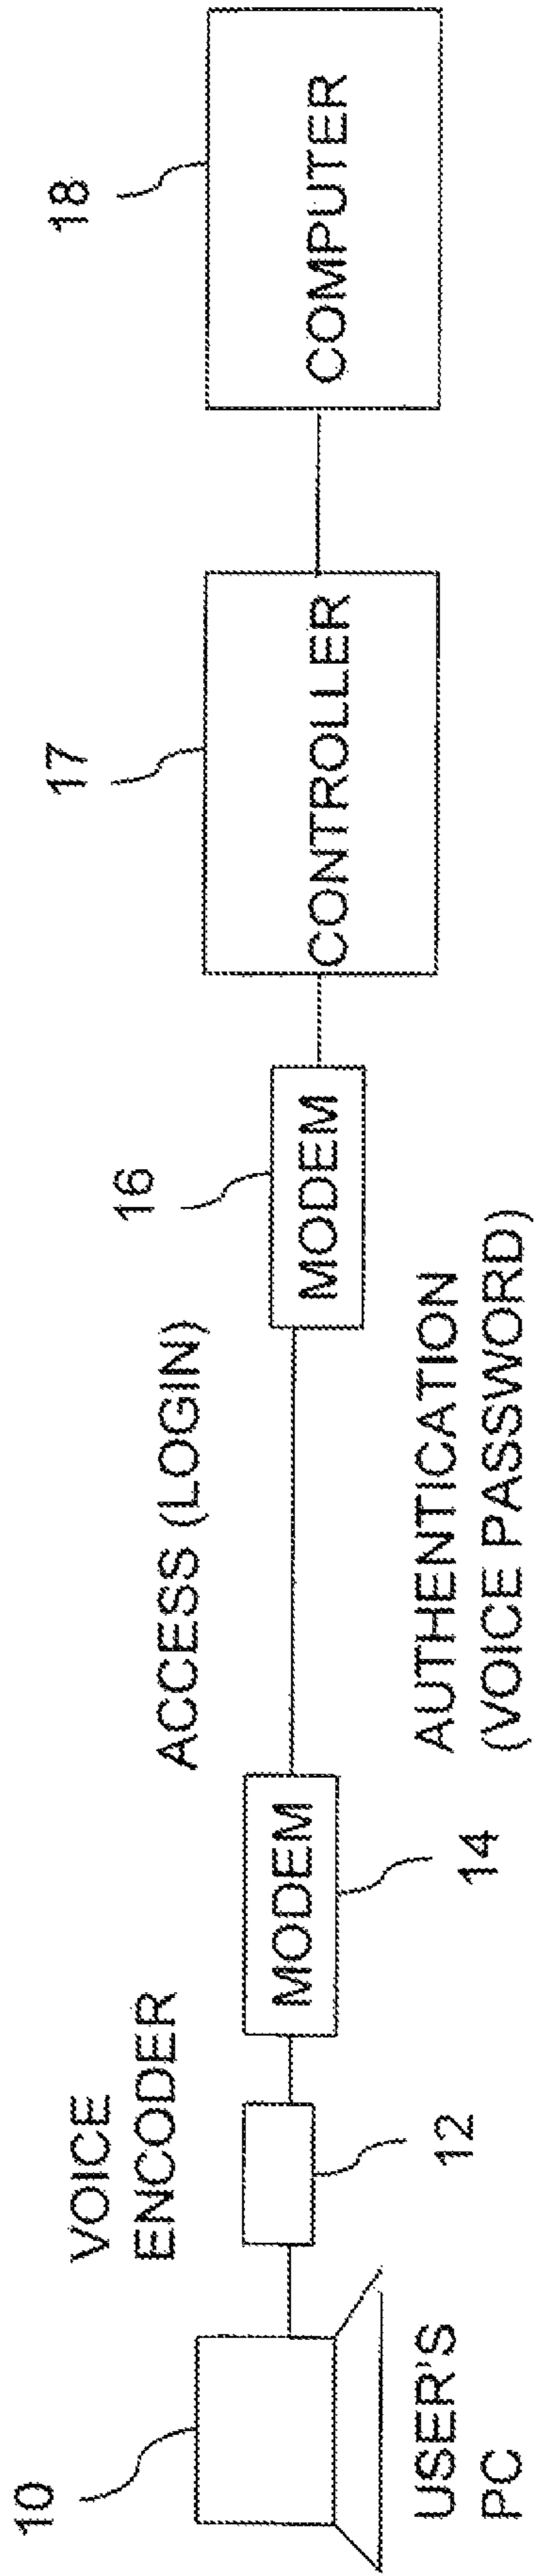 10
USER'S
PC
VOICE
ENCODER
12
MODEM
14
ACCESS (LOGIN)
AUTHENTICATION
(VOICE PASSWORD)
16
MODEM
17
CONTROLLER
18
COMPUTER